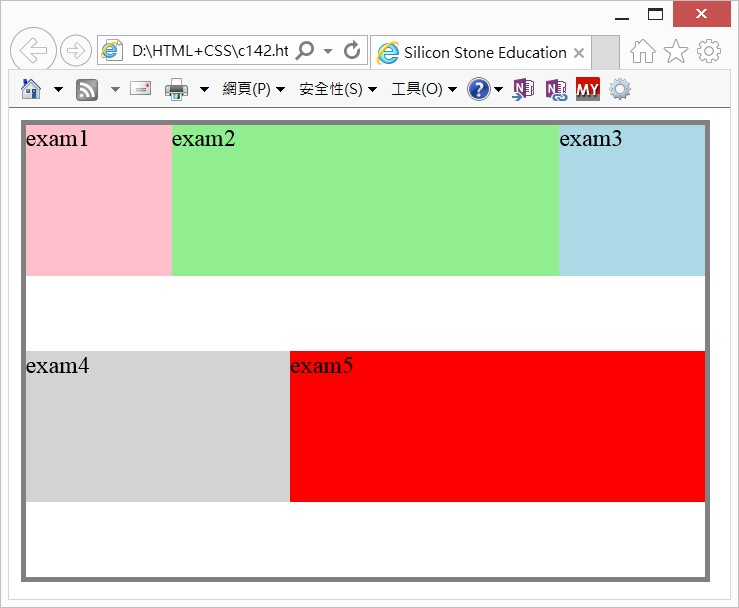 D:\HTML+CSS\c142.ht
Silicon Stone Education
網頁(P) 安全性(S) 工具(O) ? N N MY
exam1 exam2 exam3
exam4 exam5